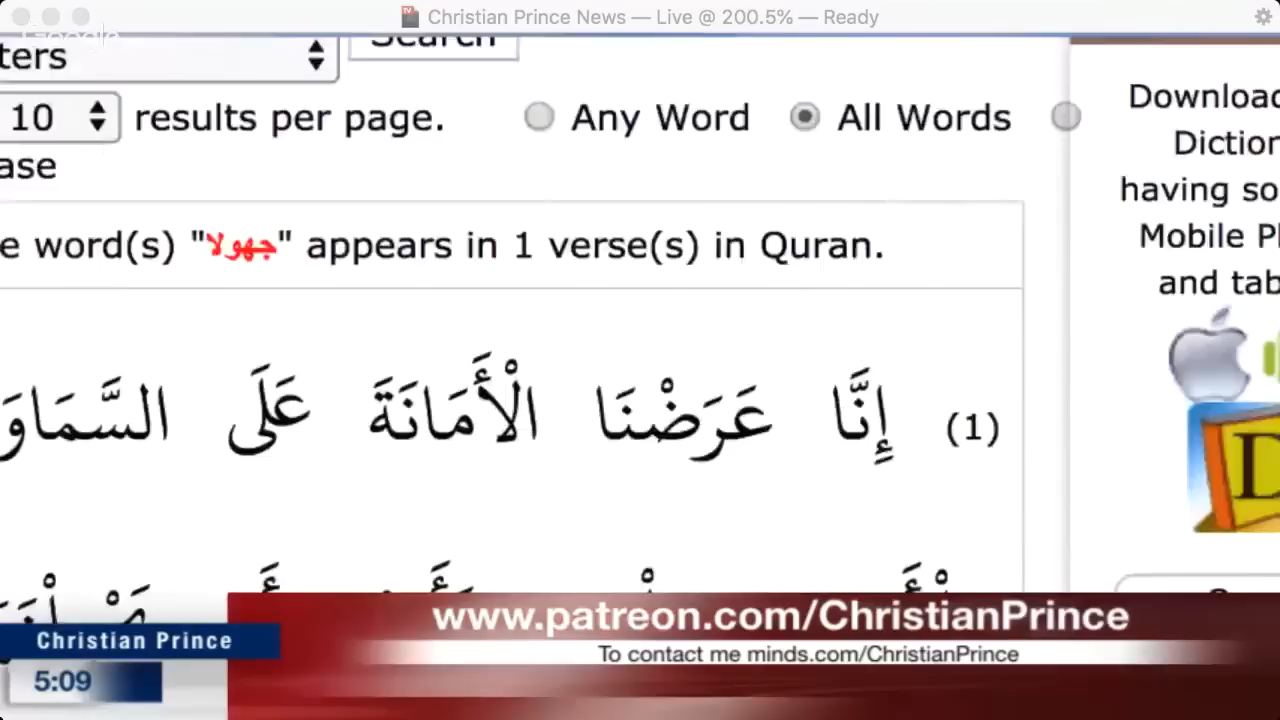 Christian Prince News — Live @ 200.5% — Ready
Google
ters
Search
10 results per page.
Any Word
All Words
ase
e word(s) "جهولا" appears in 1 verse(s) in Quran.
(1) إِنَّا عَرَضْنَا الْأَمَانَةَ عَلَى السَّمَاوَ
Download
Diction
having so
Mobile Ph
and tab
D
www.patreon.com/ChristianPrince
To contact me minds.com/ChristianPrince
Christian Prince
5:09